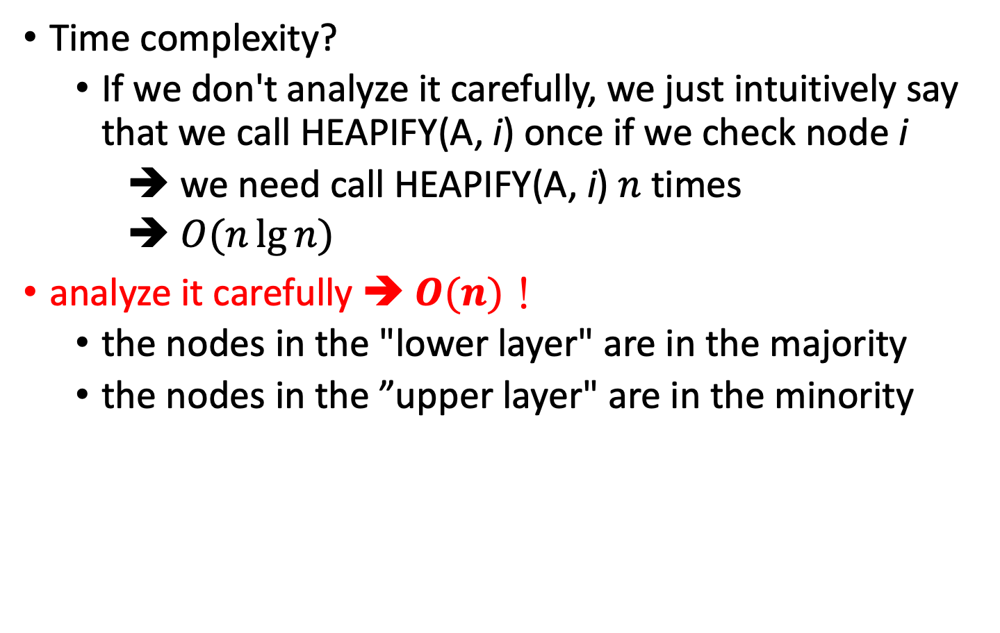 • Time complexity?
• If we don't analyze it carefully, we just intuitively say
that we call HEAPIFY(A, i) once if we check node i
➔ we need call HEAPIFY(A, i) n times
➔ O(n lg n)
• analyze it carefully ➔ O(n) !
• the nodes in the "lower layer" are in the majority
• the nodes in the ”upper layer" are in the minority